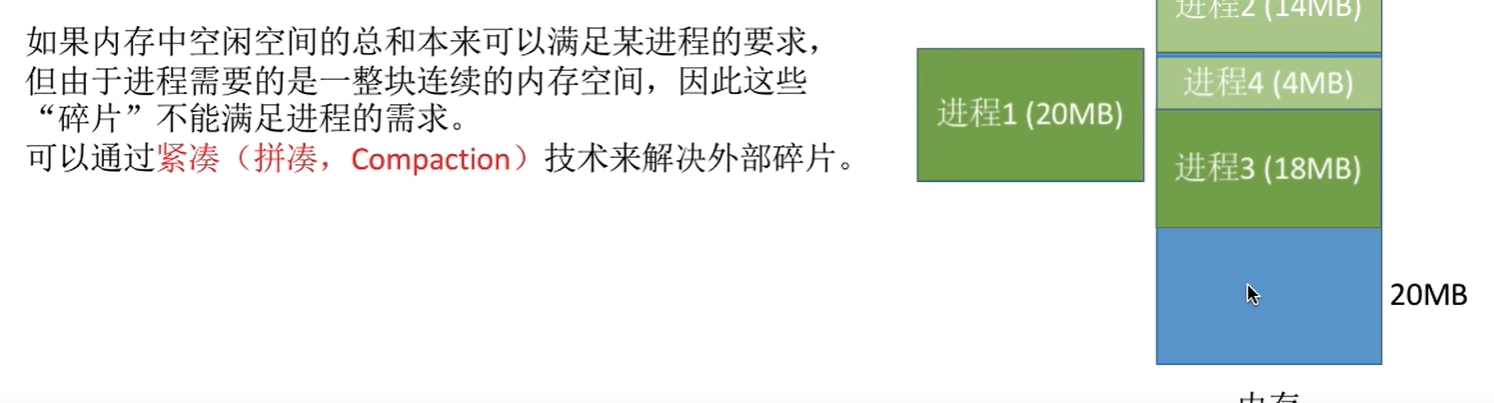 进程2 (14MB)
如果内存中空闲空间的总和本来可以满足某进程的要求，
但由于进程需要的是一整块连续的内存空间，因此这些
“碎片”不能满足进程的需求。
可以通过紧凑（拼凑，Compaction）技术来解决外部碎片。
进程1 (20MB)
进程4 (4MB)
进程3 (18MB)
20MB
内存